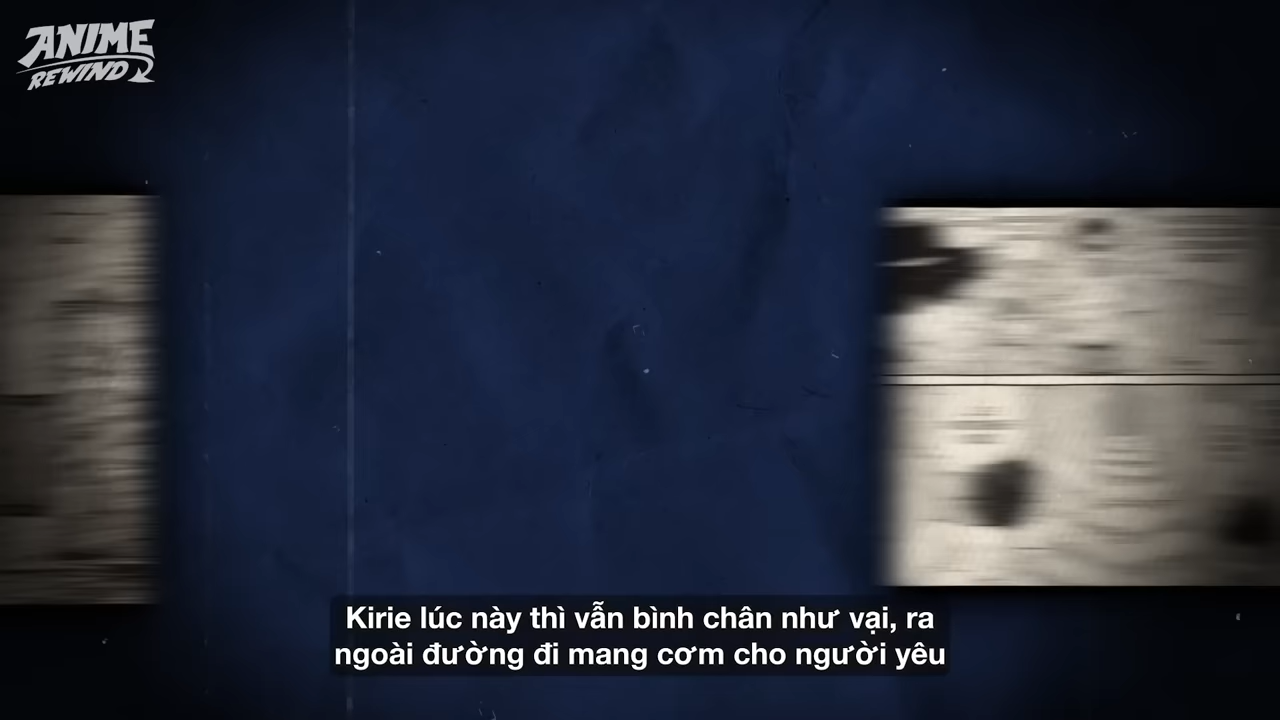 ANIME
REWIND
Kirie lúc này thì vẫn bình chân như vại, ra
ngoài đường đi mang cơm cho người yêu